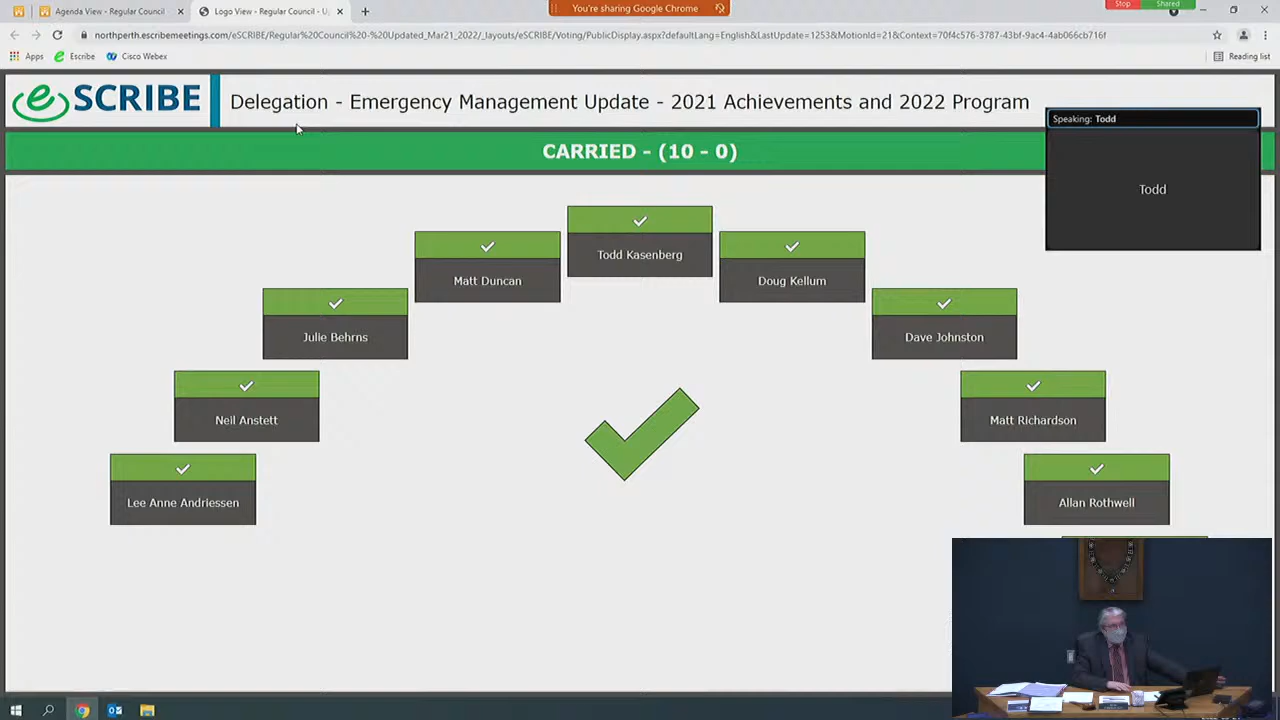 Agenda View - Regular Council
Logo View - Regular Council - U
You're sharing Google Chrome
Stop
Shared
northperth.escribemeetings.com/eSCRIBE/Regular%20Council%20-%20Updated_Mar21_2022/_layouts/eSCRIBE/Voting/PublicDisplay.aspx?defaultLang=English&LastUpdate=1253&MotionId=21&Context=70f4c576-3787-43bf-9ac4-4ab066cb716f
Apps Escribe Cisco Webex Reading list
eSCRIBE
Delegation - Emergency Management Update - 2021 Achievements and 2022 Program
Speaking: Todd
Todd
CARRIED - (10 - 0)
Todd Kasenberg
Matt Duncan
Doug Kellum
Julie Behrns
Dave Johnston
Neil Anstett
Matt Richardson
Lee Anne Andriessen
Allan Rothwell